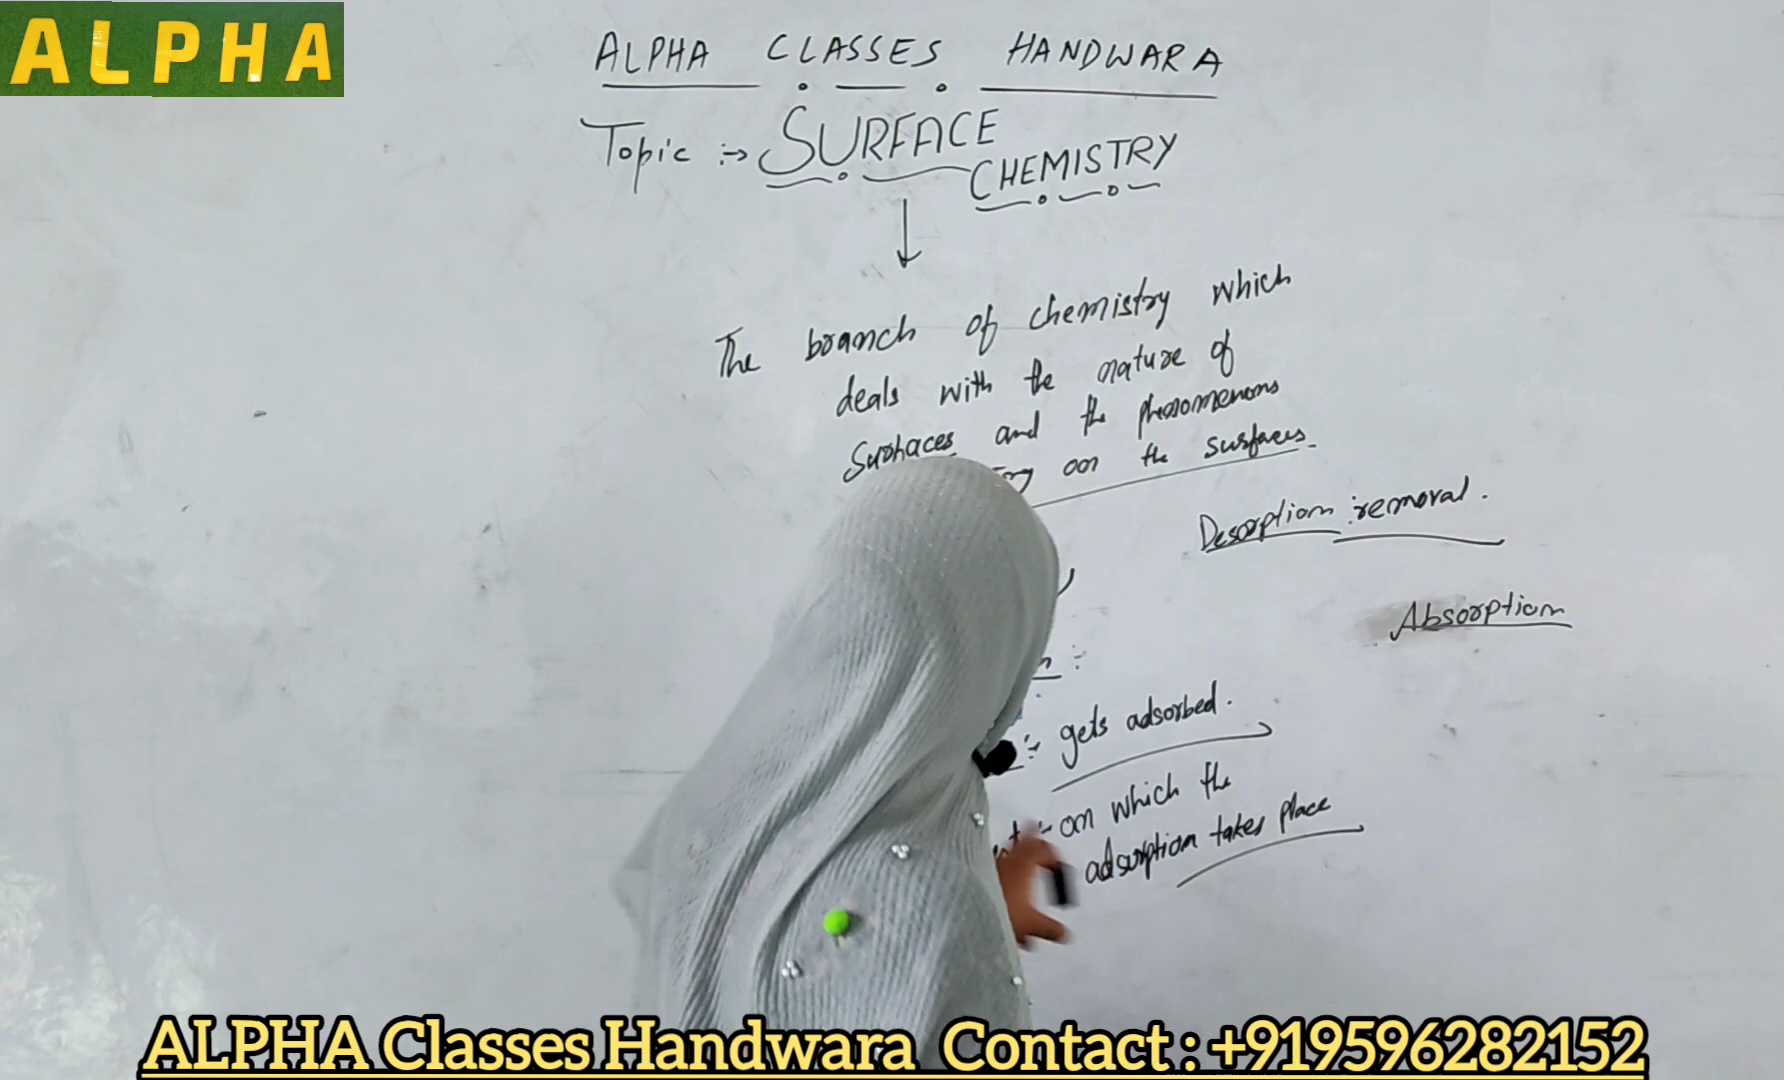 ALPHA
ALPHA CLASSES HANDWARA
Topic :→ SURFACE
CHEMISTRY
The branch of chemistry which
deals with the nature of
Surfaces and the phenomenons
on the surfaces.
Desorption : removal.
Absorption
:- gets adsorbed.
:- on which the
adsorption takes place
ALPHA Classes Handwara Contact : +919596282152